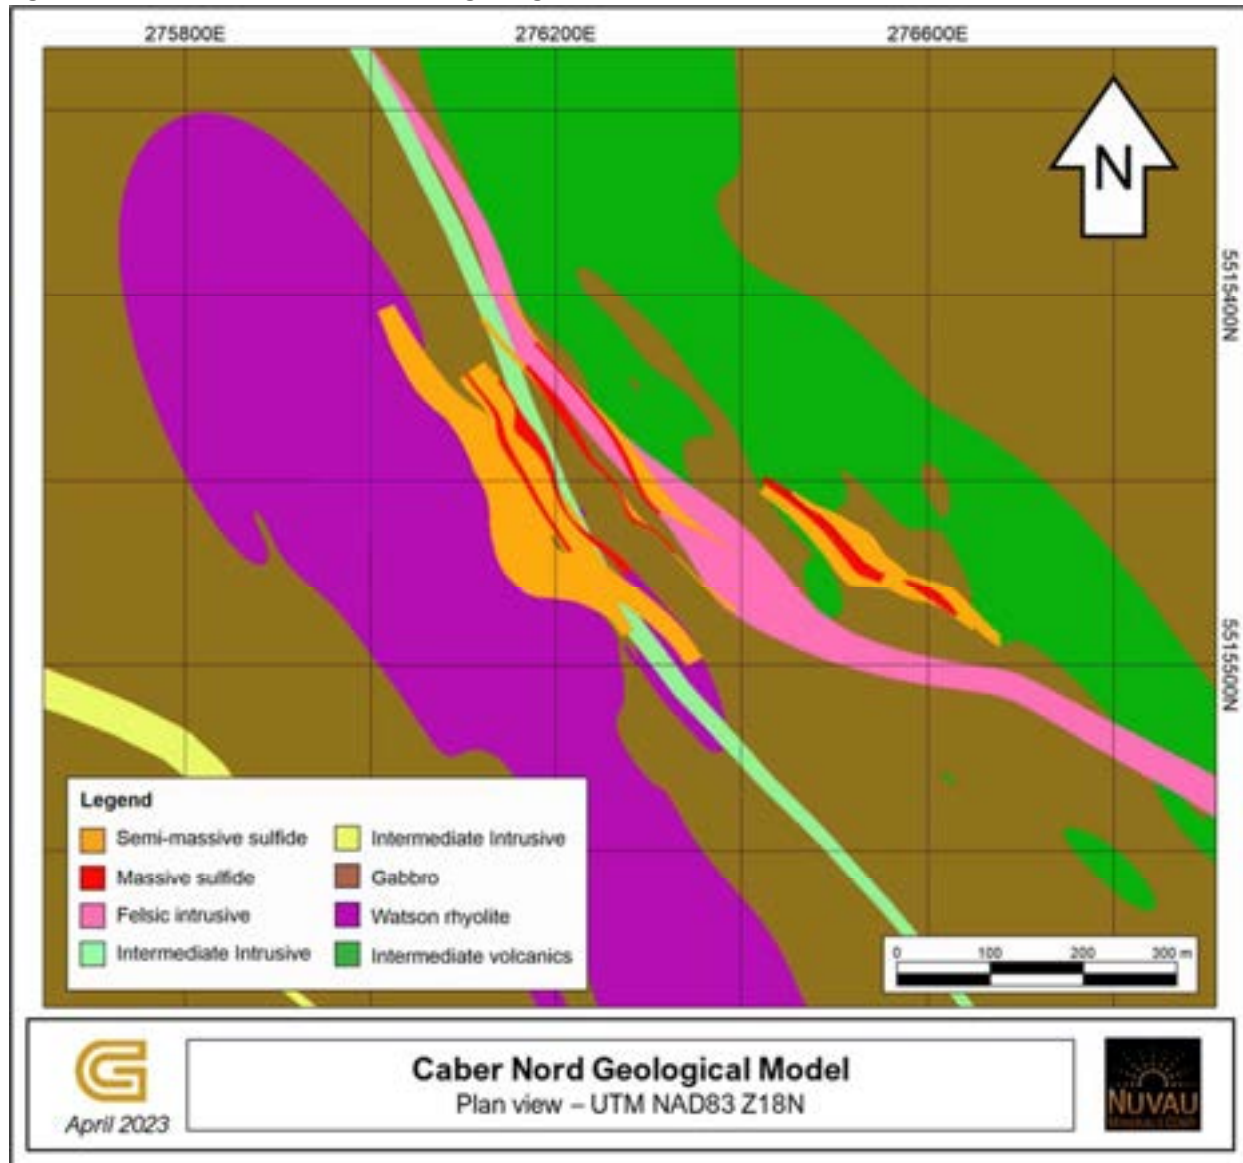 275800E 276200E 276600E
N
5515400N
5515500N
Legend
Semi-massive sulfide
Massive sulfide
Felsic intrusive
Intermediate Intrusive
Intermediate Intrusive
Gabbro
Watson rhyolite
Intermediate volcanics
0 100 200 300 m
Caber Nord Geological Model
Plan view – UTM NAD83 Z18N
April 2023
NUVAU